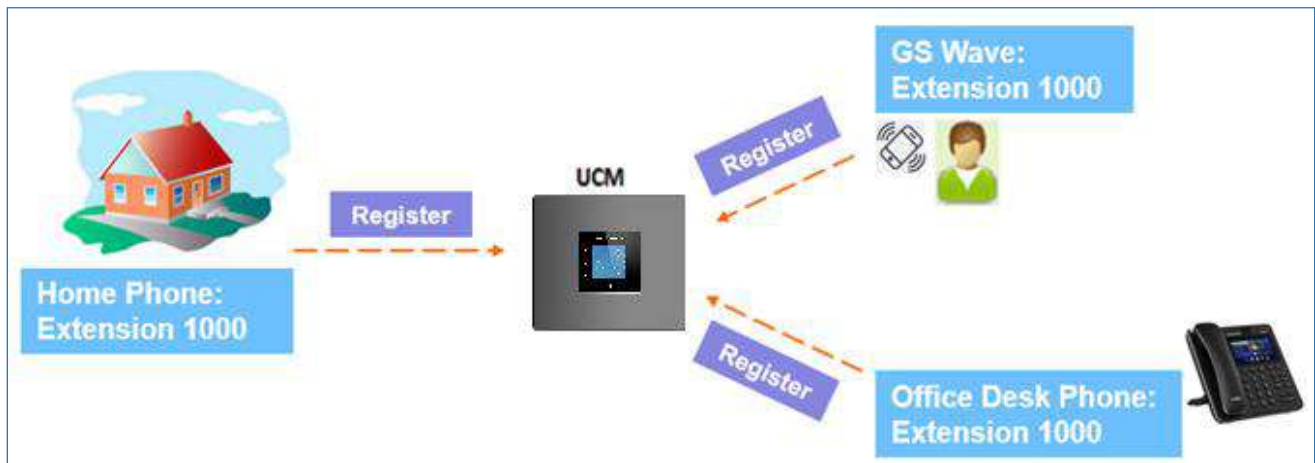 GS Wave:
Extension 1000
Register
UCM
Register
Home Phone:
Extension 1000
Register
Office Desk Phone:
Extension 1000